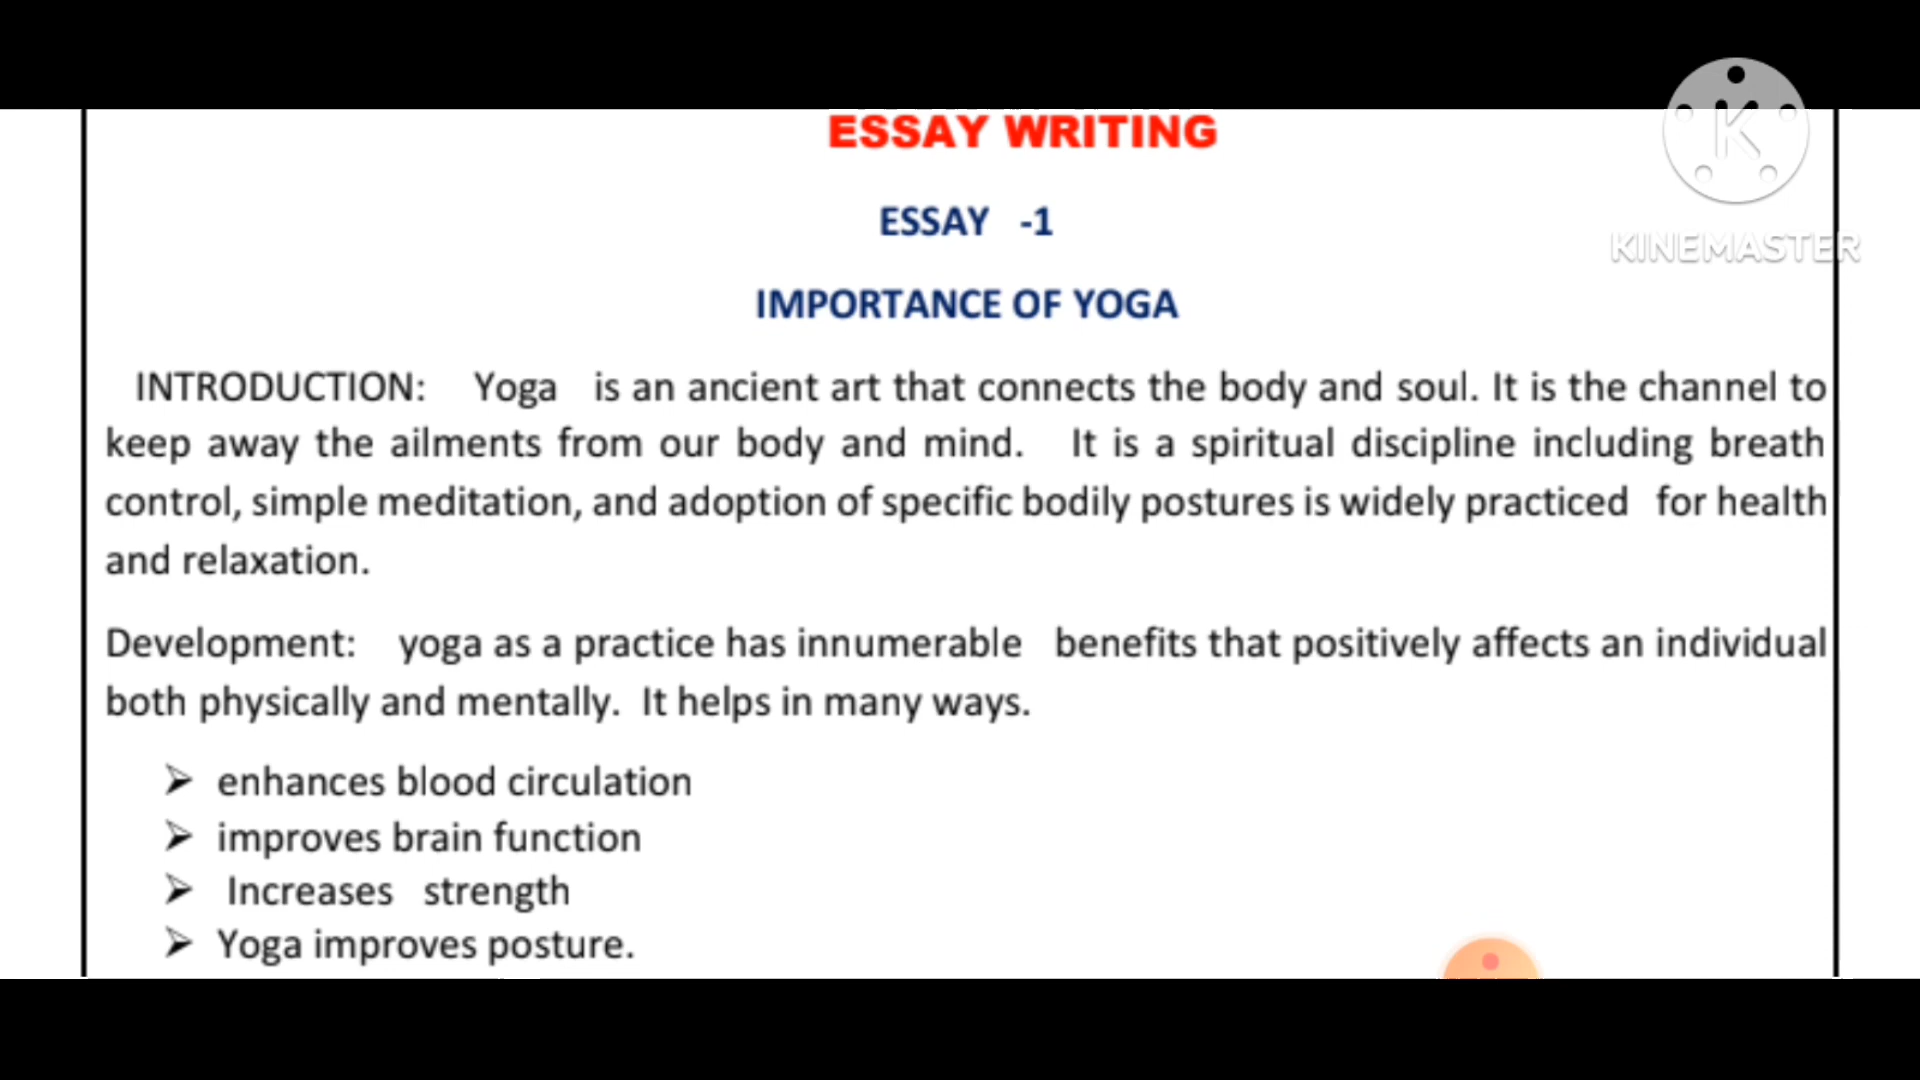 ESSAY WRITING
K
KINEMASTER
ESSAY -1
IMPORTANCE OF YOGA
INTRODUCTION: Yoga is an ancient art that connects the body and soul. It is the channel to
keep away the ailments from our body and mind. It is a spiritual discipline including breath
control, simple meditation, and adoption of specific bodily postures is widely practiced for health
and relaxation.
Development: yoga as a practice has innumerable benefits that positively affects an individual
both physically and mentally. It helps in many ways.
➢ enhances blood circulation
➢ improves brain function
➢ Increases strength
➢ Yoga improves posture.